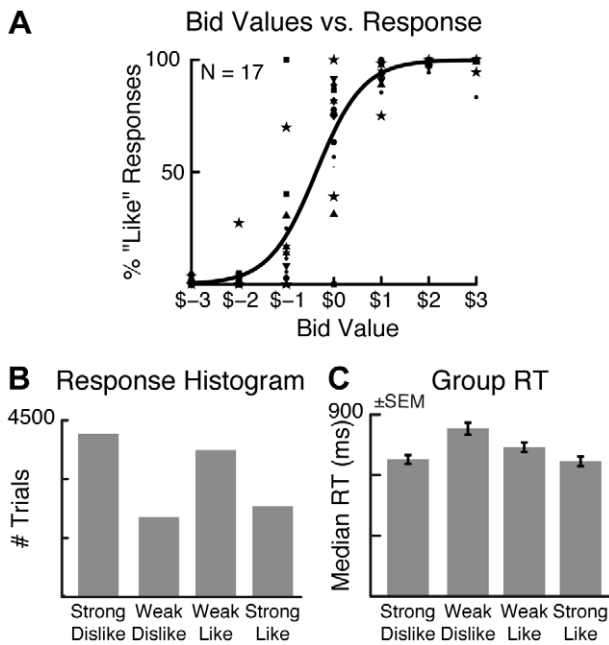 A
Bid Values vs. Response
N = 17
100
50
% "Like" Responses
$-3 $-2 $-1 $0 $1 $2 $3
Bid Value
B
Response Histogram
4500
# Trials
Strong Dislike
Weak Dislike
Weak Like
Strong Like
C
Group RT
900
±SEM
Median RT (ms)
Strong Dislike
Weak Dislike
Weak Like
Strong Like